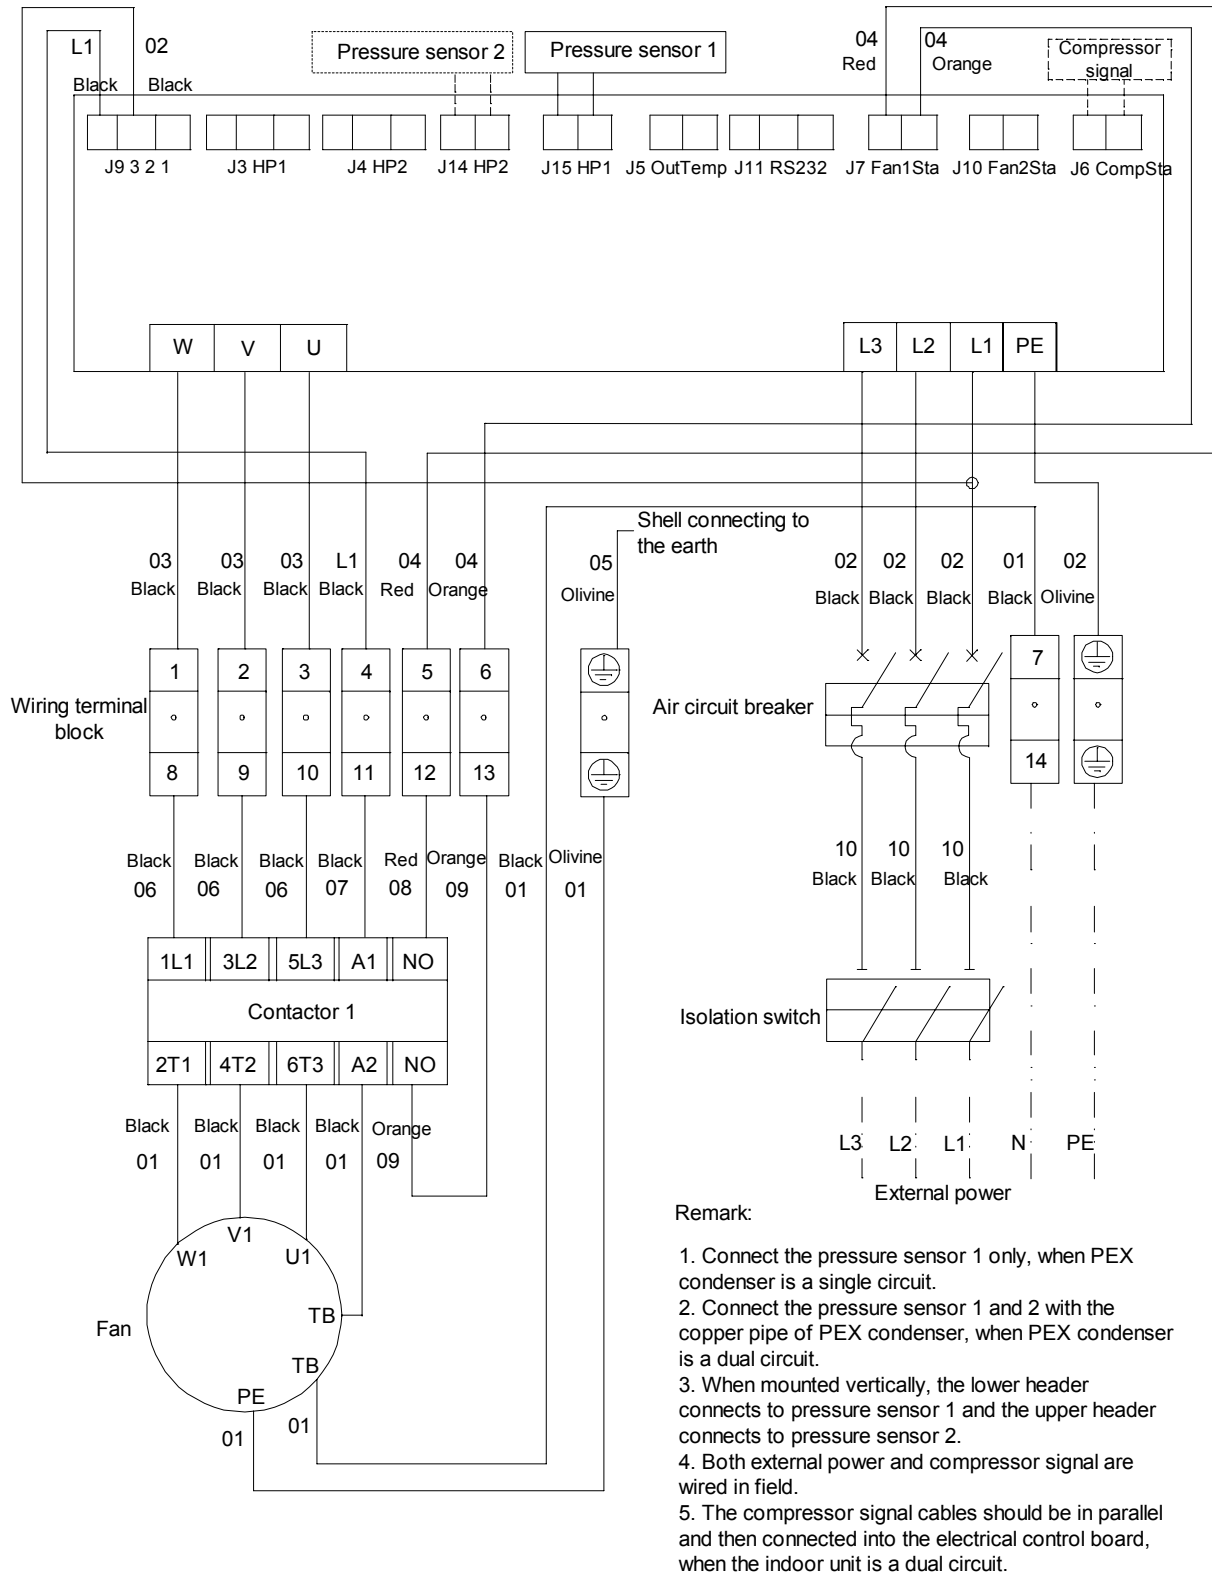 L1 02 Pressure sensor 2 Pressure sensor 1 04 04 Compressor
Black Black Red Orange signal
J9 3 2 1 J3 HP1 J4 HP2 J14 HP2 J15 HP1 J5 OutTemp J11 RS232 J7 Fan1Sta J10 Fan2Sta J6 CompSta
W V U L3 L2 L1 PE
Shell connecting to
the earth
03 03 03 L1 04 04 05 02 02 02 01 02
Black Black Black Black Red Orange Olivine Black Black Black Black Olivine
1 2 3 4 5 6 7
Wiring terminal
block
Air circuit breaker
8 9 10 11 12 13 14
Black Black Black Black Red Orange Black Olivine
06 06 06 07 08 09 01 01
10 10 10
Black Black Black
1L1 3L2 5L3 A1 NO
Contactor 1
Isolation switch
2T1 4T2 6T3 A2 NO
Black Black Black Black Orange
01 01 01 01 09
L3 L2 L1 N PE
External power
W1 V1 U1
TB
Fan
TB
PE
01 01
Remark:
1. Connect the pressure sensor 1 only, when PEX
condenser is a single circuit.
2. Connect the pressure sensor 1 and 2 with the
copper pipe of PEX condenser, when PEX condenser
is a dual circuit.
3. When mounted vertically, the lower header
connects to pressure sensor 1 and the upper header
connects to pressure sensor 2.
4. Both external power and compressor signal are
wired in field.
5. The compressor signal cables should be in parallel
and then connected into the electrical control board,
when the indoor unit is a dual circuit.